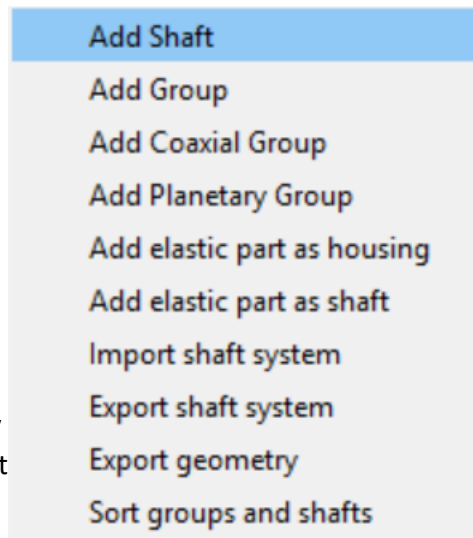 Add Shaft
Add Group
Add Coaxial Group
Add Planetary Group
Add elastic part as housing
Add elastic part as shaft
Import shaft system
Export shaft system
t Export geometry
Sort groups and shafts